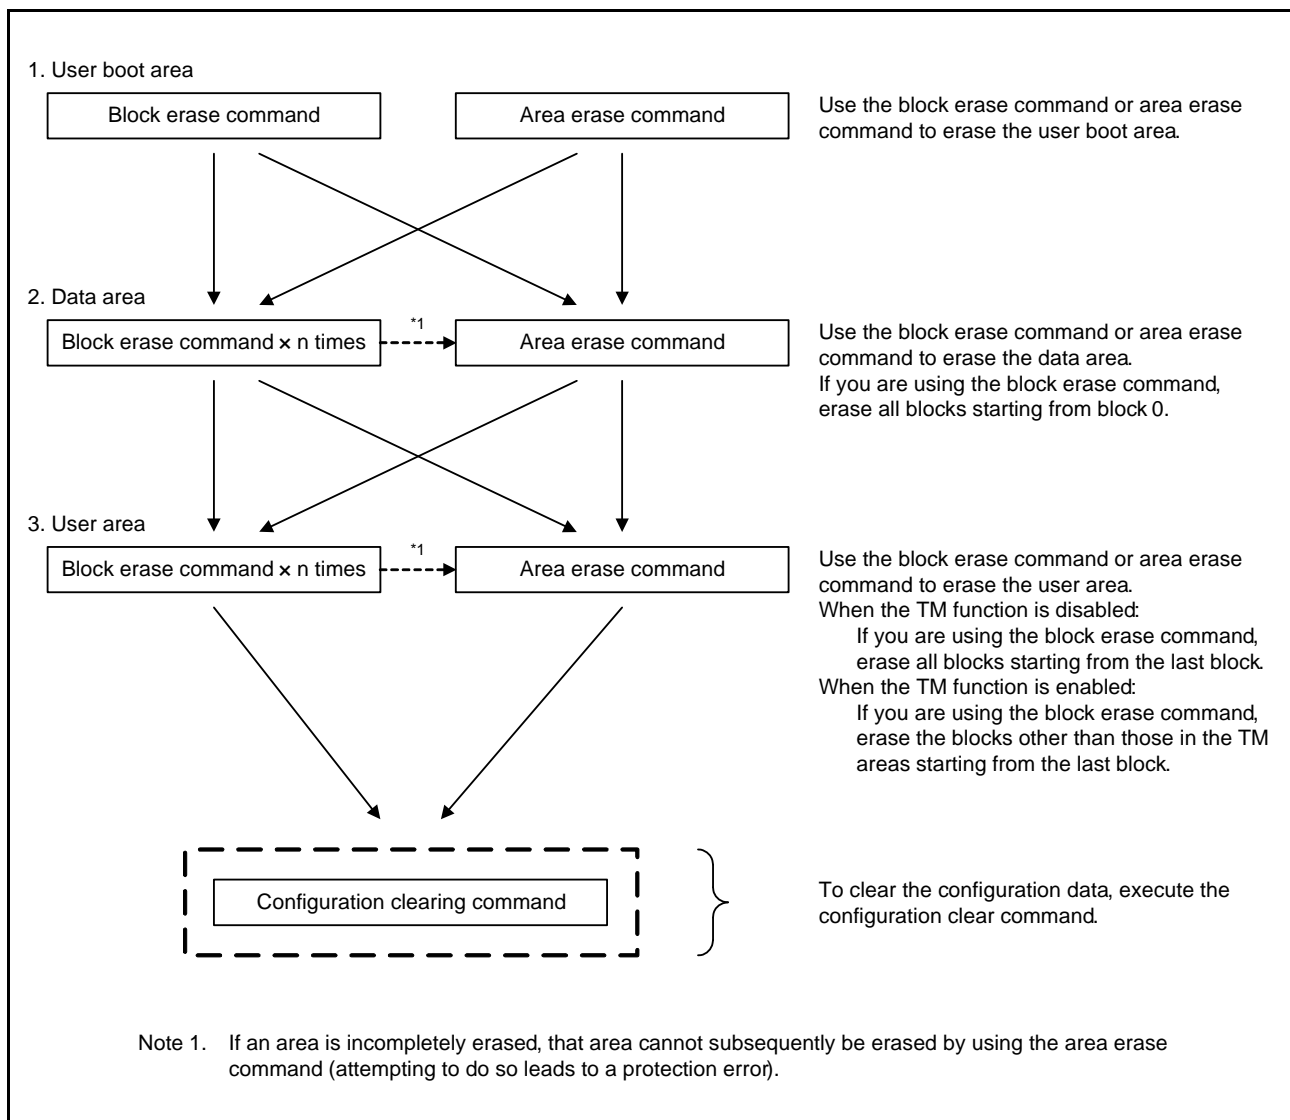 1. User boot area
Block erase command
Area erase command
Use the block erase command or area erase
command to erase the user boot area.
2. Data area
Block erase command × n times
*1
Area erase command
Use the block erase command or area erase
command to erase the data area.
If you are using the block erase command,
erase all blocks starting from block 0.
3. User area
Block erase command × n times
*1
Area erase command
Use the block erase command or area erase
command to erase the user area.
When the TM function is disabled:
If you are using the block erase command,
erase all blocks starting from the last block.
When the TM function is enabled:
If you are using the block erase command,
erase the blocks other than those in the TM
areas starting from the last block.
Configuration clearing command
To clear the configuration data, execute the
configuration clear command.
Note 1. If an area is incompletely erased, that area cannot subsequently be erased by using the area erase
command (attempting to do so leads to a protection error).